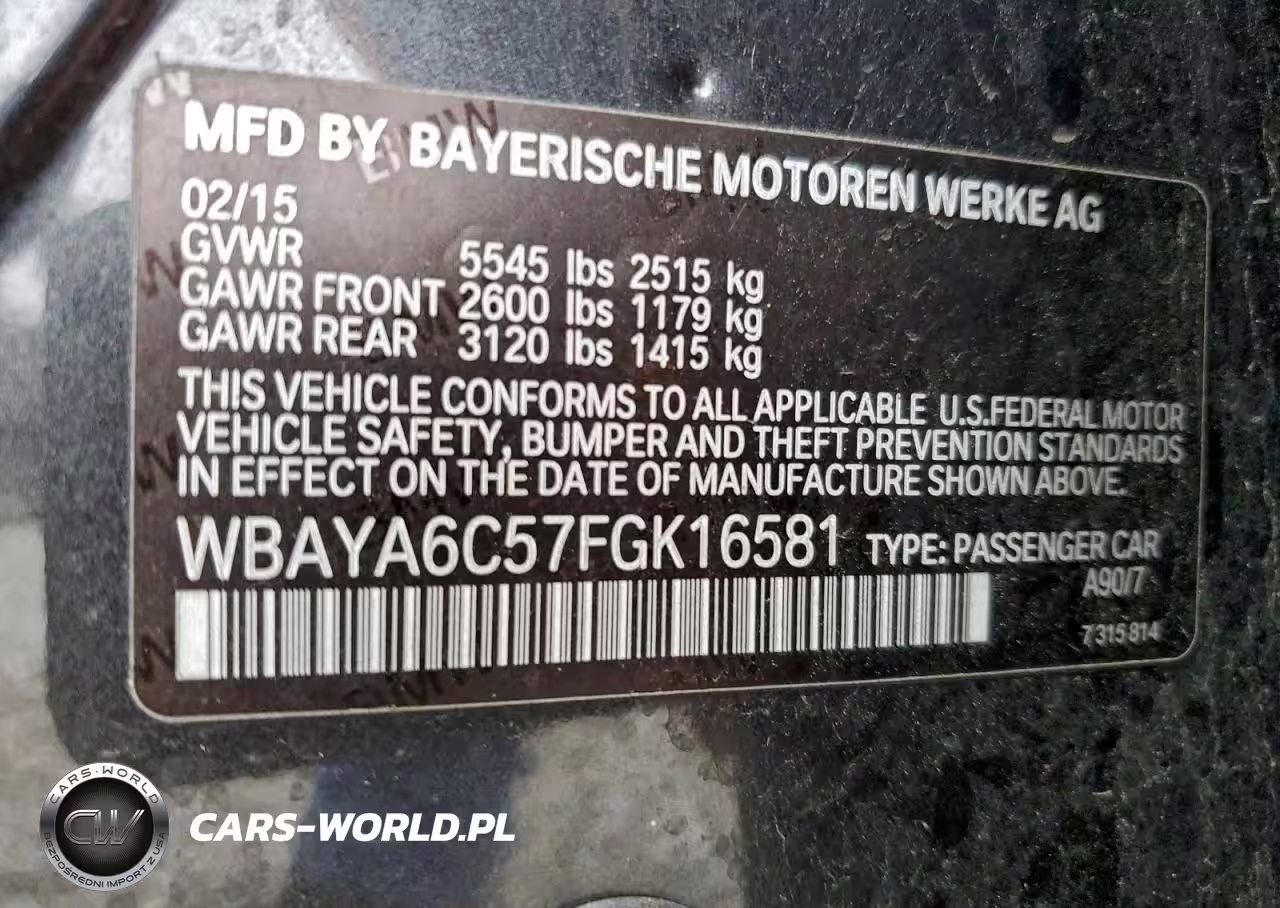 MFD BY BAYERISCHE MOTOREN WERKE AG
02/15
GVWR 5545 lbs 2515 kg
GAWR FRONT 2600 lbs 1179 kg
GAWR REAR 3120 lbs 1415 kg
THIS VEHICLE CONFORMS TO ALL APPLICABLE U.S.FEDERAL MOTOR
VEHICLE SAFETY, BUMPER AND THEFT PREVENTION STANDARDS
IN EFFECT ON THE DATE OF MANUFACTURE SHOWN ABOVE.
WBAYA6C57FGK16581 TYPE: PASSENGER CAR
A90/7
7 315 814
CARS-WORLD
CW
BEZPOŚREDNI IMPORT Z USA
CARS-WORLD.PL